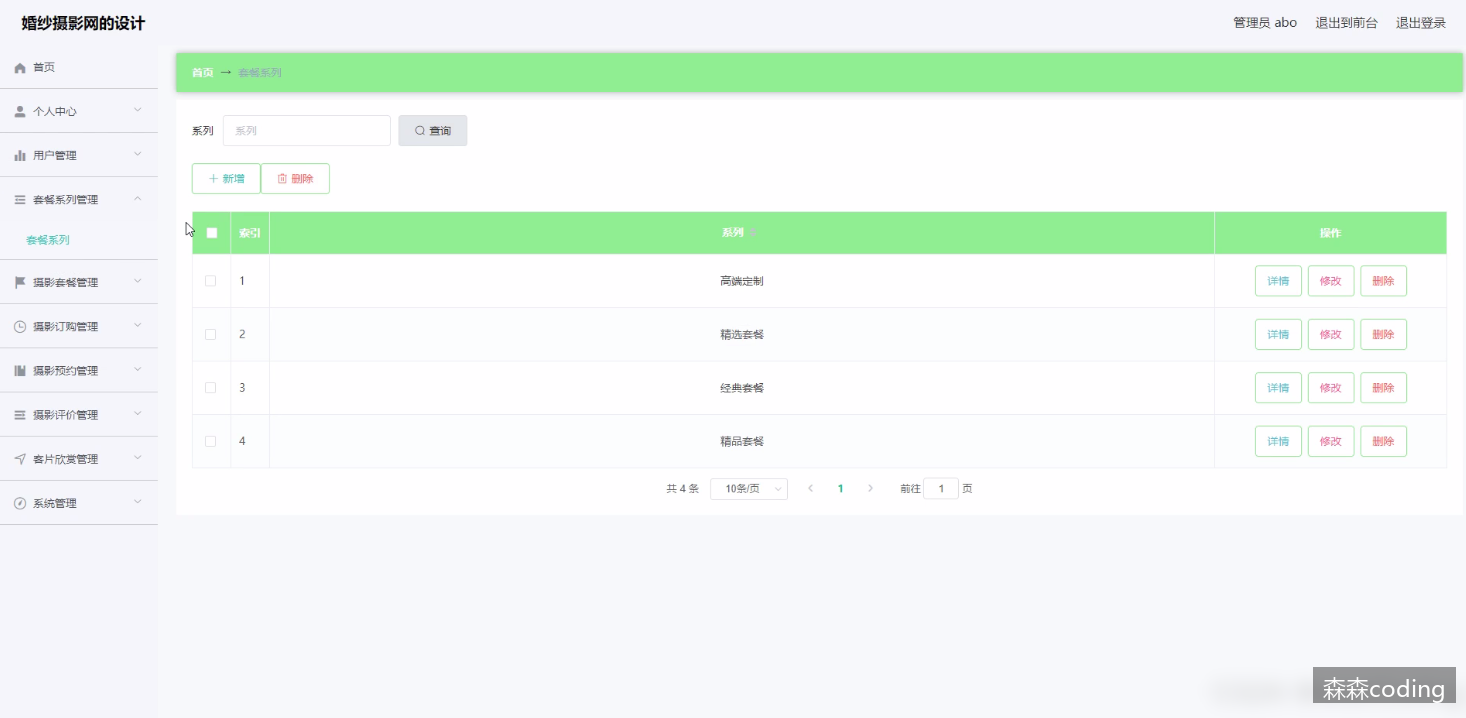 婚纱摄影网的设计
管理员 abo 退出到前台 退出登录
首页
个人中心
用户管理
套餐系列管理
套餐系列
摄影套餐管理
摄影订购管理
摄影预约管理
摄影评价管理
客片欣赏管理
系统管理
首页 → 套餐系列
系列 系列 查询
新增 删除
索引 系列 操作
1 高端定制 详情 修改 删除
2 精选套餐 详情 修改 删除
3 经典套餐 详情 修改 删除
4 精品套餐 详情 修改 删除
共 4 条 10条/页 1 前往 1 页
森森coding